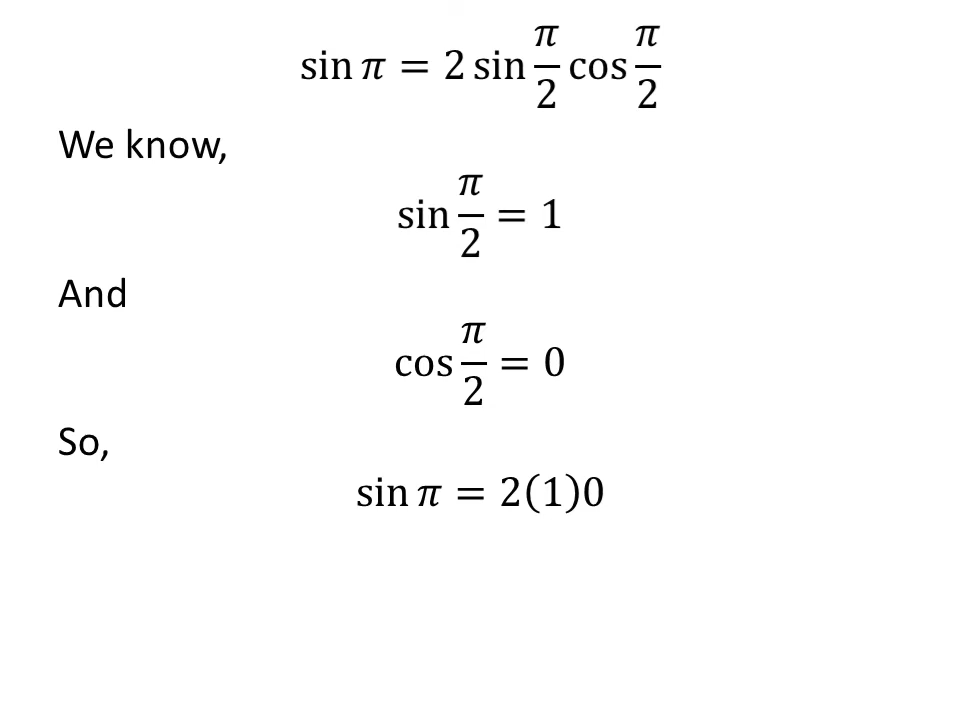 sin π = 2 sin π/2 cos π/2
We know,
sin π/2 = 1
And
cos π/2 = 0
So,
sin π = 2(1)0